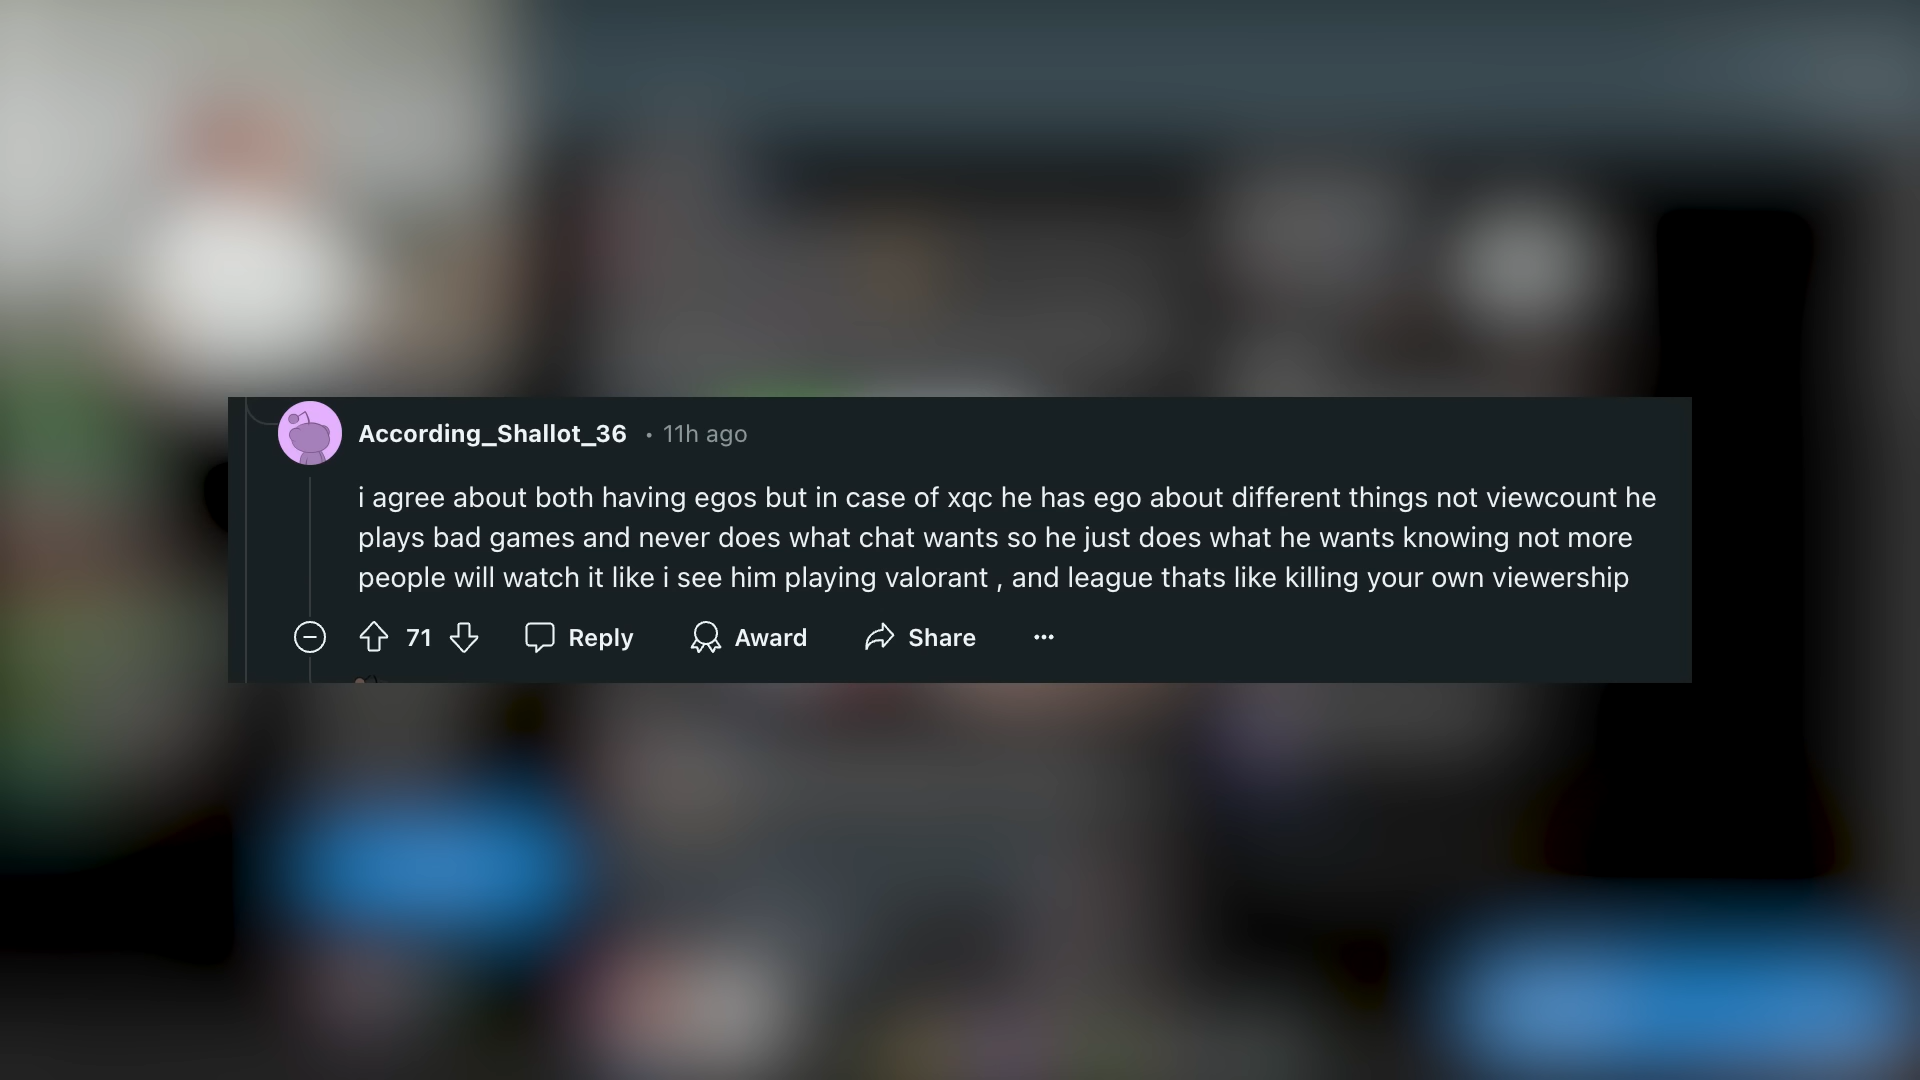 According_Shallot_36 • 11h ago
i agree about both having egos but in case of xqc he has ego about different things not viewcount he
plays bad games and never does what chat wants so he just does what he wants knowing not more
people will watch it like i see him playing valorant , and league thats like killing your own viewership
71 Reply Award Share ...